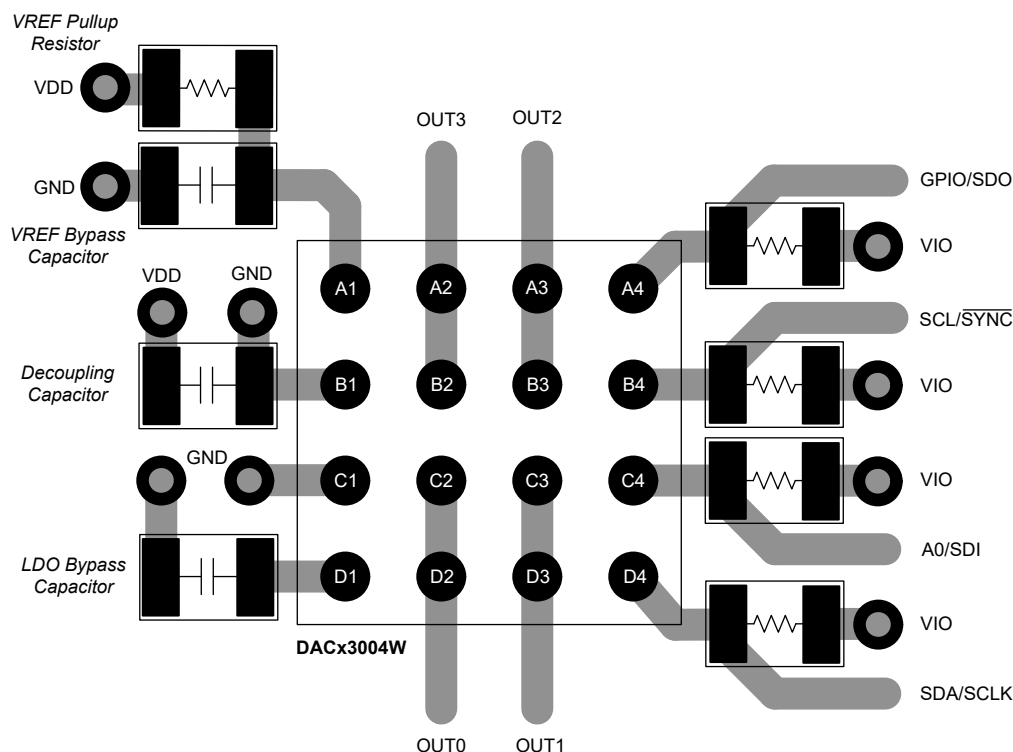 VREF Pullup
Resistor
VDD
GND
VREF Bypass
Capacitor
OUT3
OUT2
GPIO/SDO
VIO
VDD
GND
A1
A2
A3
A4
SCL/SYNC
Decoupling
Capacitor
B1
B2
B3
B4
VIO
GND
C1
C2
C3
C4
VIO
A0/SDI
LDO Bypass
Capacitor
D1
D2
D3
D4
VIO
DACx3004W
SDA/SCLK
OUT0
OUT1